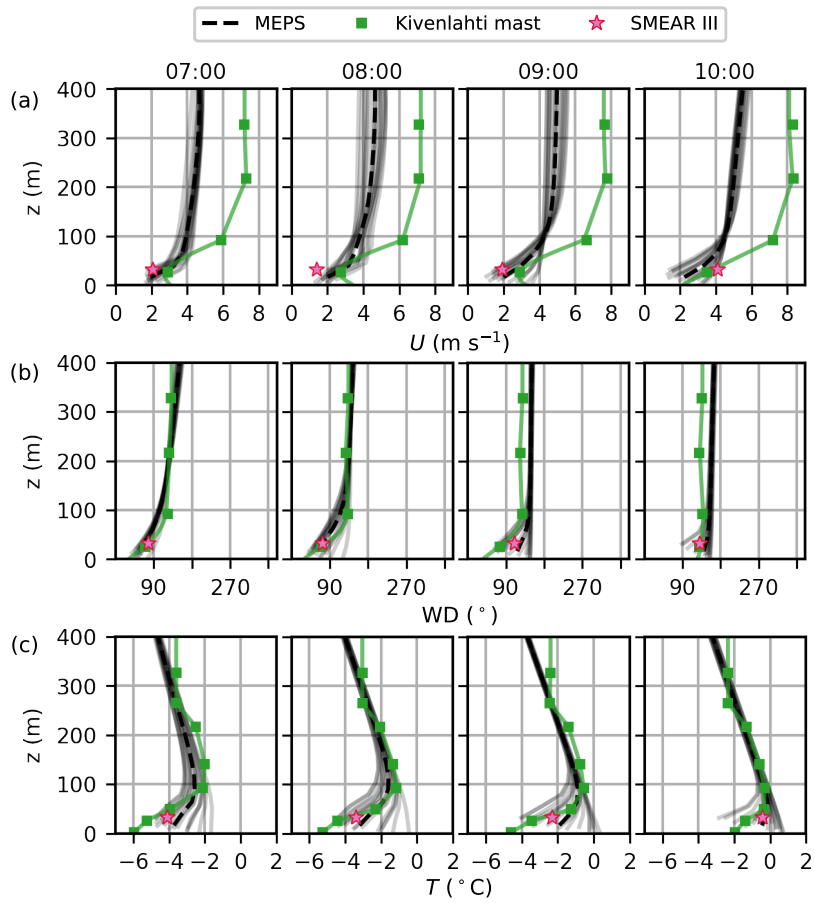 MEPS Kivenlahti mast SMEAR III
07:00 08:00 09:00 10:00
(a)
400
300
200
100
0
z (m)
0 2 4 6 8 0 2 4 6 8 0 2 4 6 8 0 2 4 6 8
U (m s⁻¹)
(b)
400
300
200
100
0
z (m)
90 270 90 270 90 270 90 270
WD (°)
(c)
400
300
200
100
0
z (m)
−6 −4 −2 0 2 −6 −4 −2 0 2 −6 −4 −2 0 2 −6 −4 −2 0 2
T (°C)